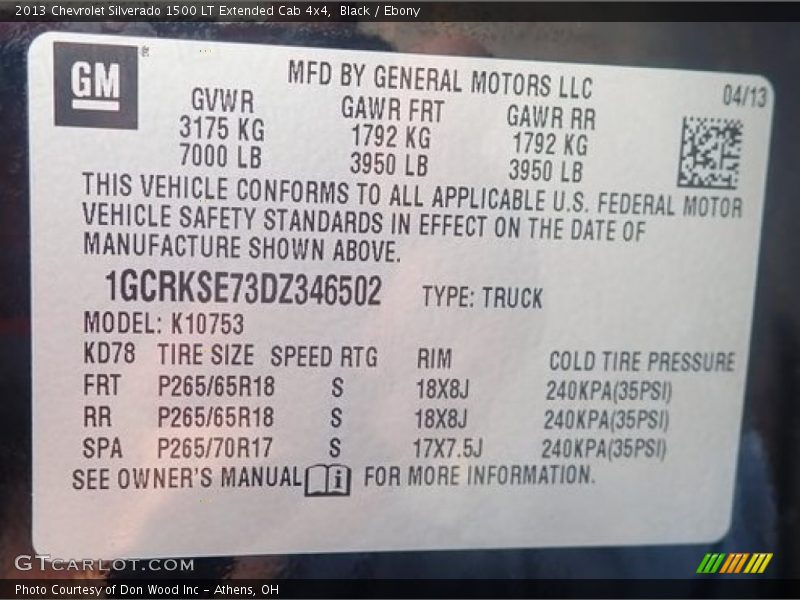 2013 Chevrolet Silverado 1500 LT Extended Cab 4x4, Black / Ebony
GM®
MFD BY GENERAL MOTORS LLC
04/13
GVWR GAWR FRT GAWR RR
3175 KG 1792 KG 1792 KG
7000 LB 3950 LB 3950 LB
THIS VEHICLE CONFORMS TO ALL APPLICABLE U.S. FEDERAL MOTOR
VEHICLE SAFETY STANDARDS IN EFFECT ON THE DATE OF
MANUFACTURE SHOWN ABOVE.
1GCRKSE73DZ346502 TYPE: TRUCK
MODEL: K10753
KD78 TIRE SIZE SPEED RTG RIM COLD TIRE PRESSURE
FRT P265/65R18 S 18X8J 240KPA(35PSI)
RR P265/65R18 S 18X8J 240KPA(35PSI)
SPA P265/70R17 S 17X7.5J 240KPA(35PSI)
SEE OWNER'S MANUAL i FOR MORE INFORMATION.
GTCARLOT.COM
Photo Courtesy of Don Wood Inc - Athens, OH